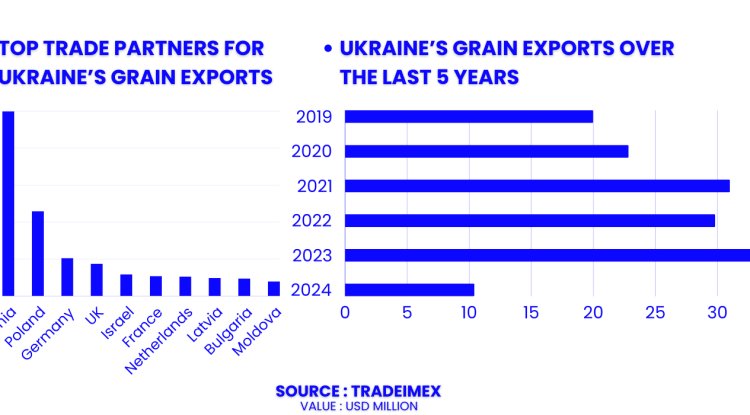 TOP TRADE PARTNERS FOR
UKRAINE’S GRAIN EXPORTS
Poland
Germany
UK
Israel
France
Netherlands
Latvia
Bulgaria
Moldova
• UKRAINE’S GRAIN EXPORTS OVER
THE LAST 5 YEARS
2019
2020
2021
2022
2023
2024
0 5 10 15 20 25 30
SOURCE : TRADEIMEX
VALUE : USD MILLION